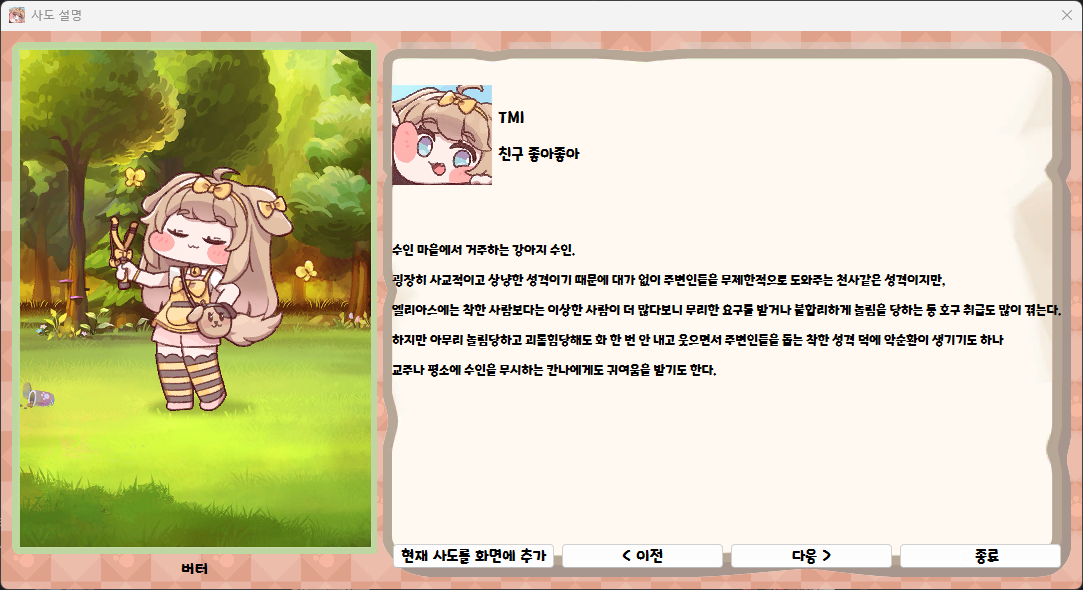 사도 설명
TMI
친구 좋아좋아
수인 마을에서 거주하는 강아지 수인.
굉장히 사교적이고 상냥한 성격이기 때문에 대가 없이 주변인들을 무제한적으로 도와주는 천사같은 성격이지만,
엘리아스에는 착한 사람보다는 이상한 사람이 더 많다보니 무리한 요구를 받거나 불합리하게 놀림을 당하는 등 호구 취급도 많이 겪는다.
하지만 아무리 놀림당하고 괴롭힘당해도 화 한 번 안 내고 웃으면서 주변인들을 돕는 착한 성격 덕에 악순환이 생기기도 하나
교주나 평소에 수인을 무시하는 칸나에게도 귀여움을 받기도 한다.
버터
현재 사도를 화면에 추가
< 이전
다음 >
종료